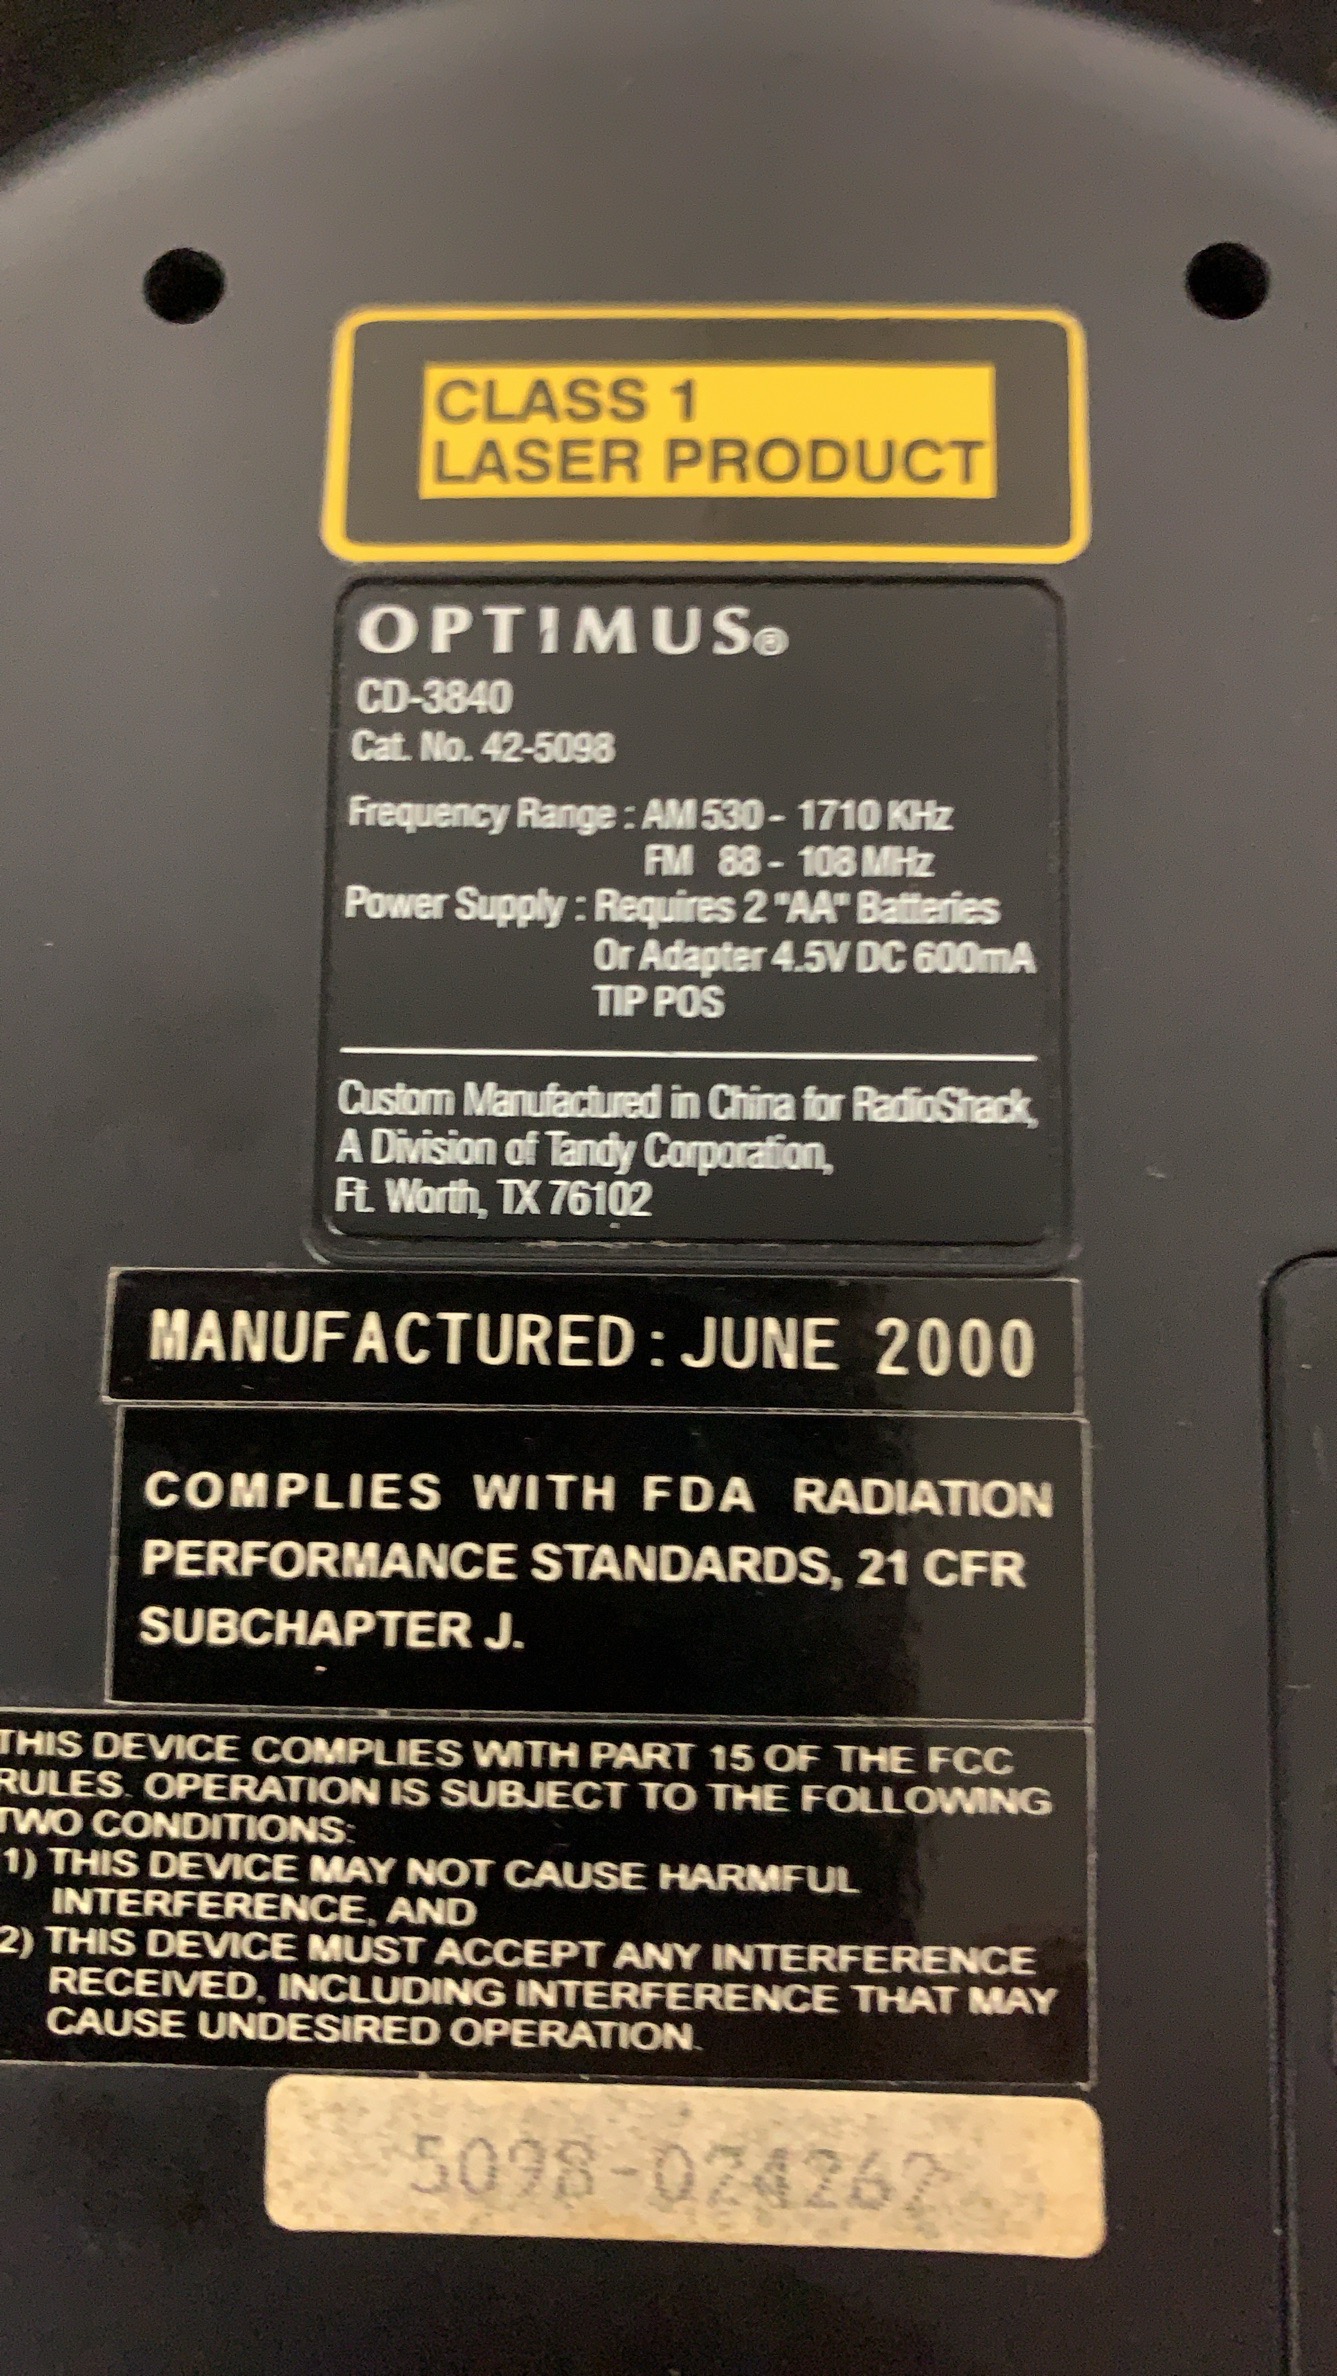 CLASS 1
LASER PRODUCT
OPTIMUS®
CD-3840
Cat. No. 42-5098
Frequency Range : AM 530 - 1710 KHz
FM 88 - 108 MHz
Power Supply : Requires 2 "AA" Batteries
Or Adapter 4.5V DC 600mA
TIP POS
Custom Manufactured in China for RadioShack,
A Division of Tandy Corporation,
Ft. Worth, TX 76102
MANUFACTURED : JUNE 2000
COMPLIES WITH FDA RADIATION
PERFORMANCE STANDARDS, 21 CFR
SUBCHAPTER J.
THIS DEVICE COMPLIES WITH PART 15 OF THE FCC
RULES. OPERATION IS SUBJECT TO THE FOLLOWING
TWO CONDITIONS:
1) THIS DEVICE MAY NOT CAUSE HARMFUL
INTERFERENCE, AND
2) THIS DEVICE MUST ACCEPT ANY INTERFERENCE
RECEIVED, INCLUDING INTERFERENCE THAT MAY
CAUSE UNDESIRED OPERATION.